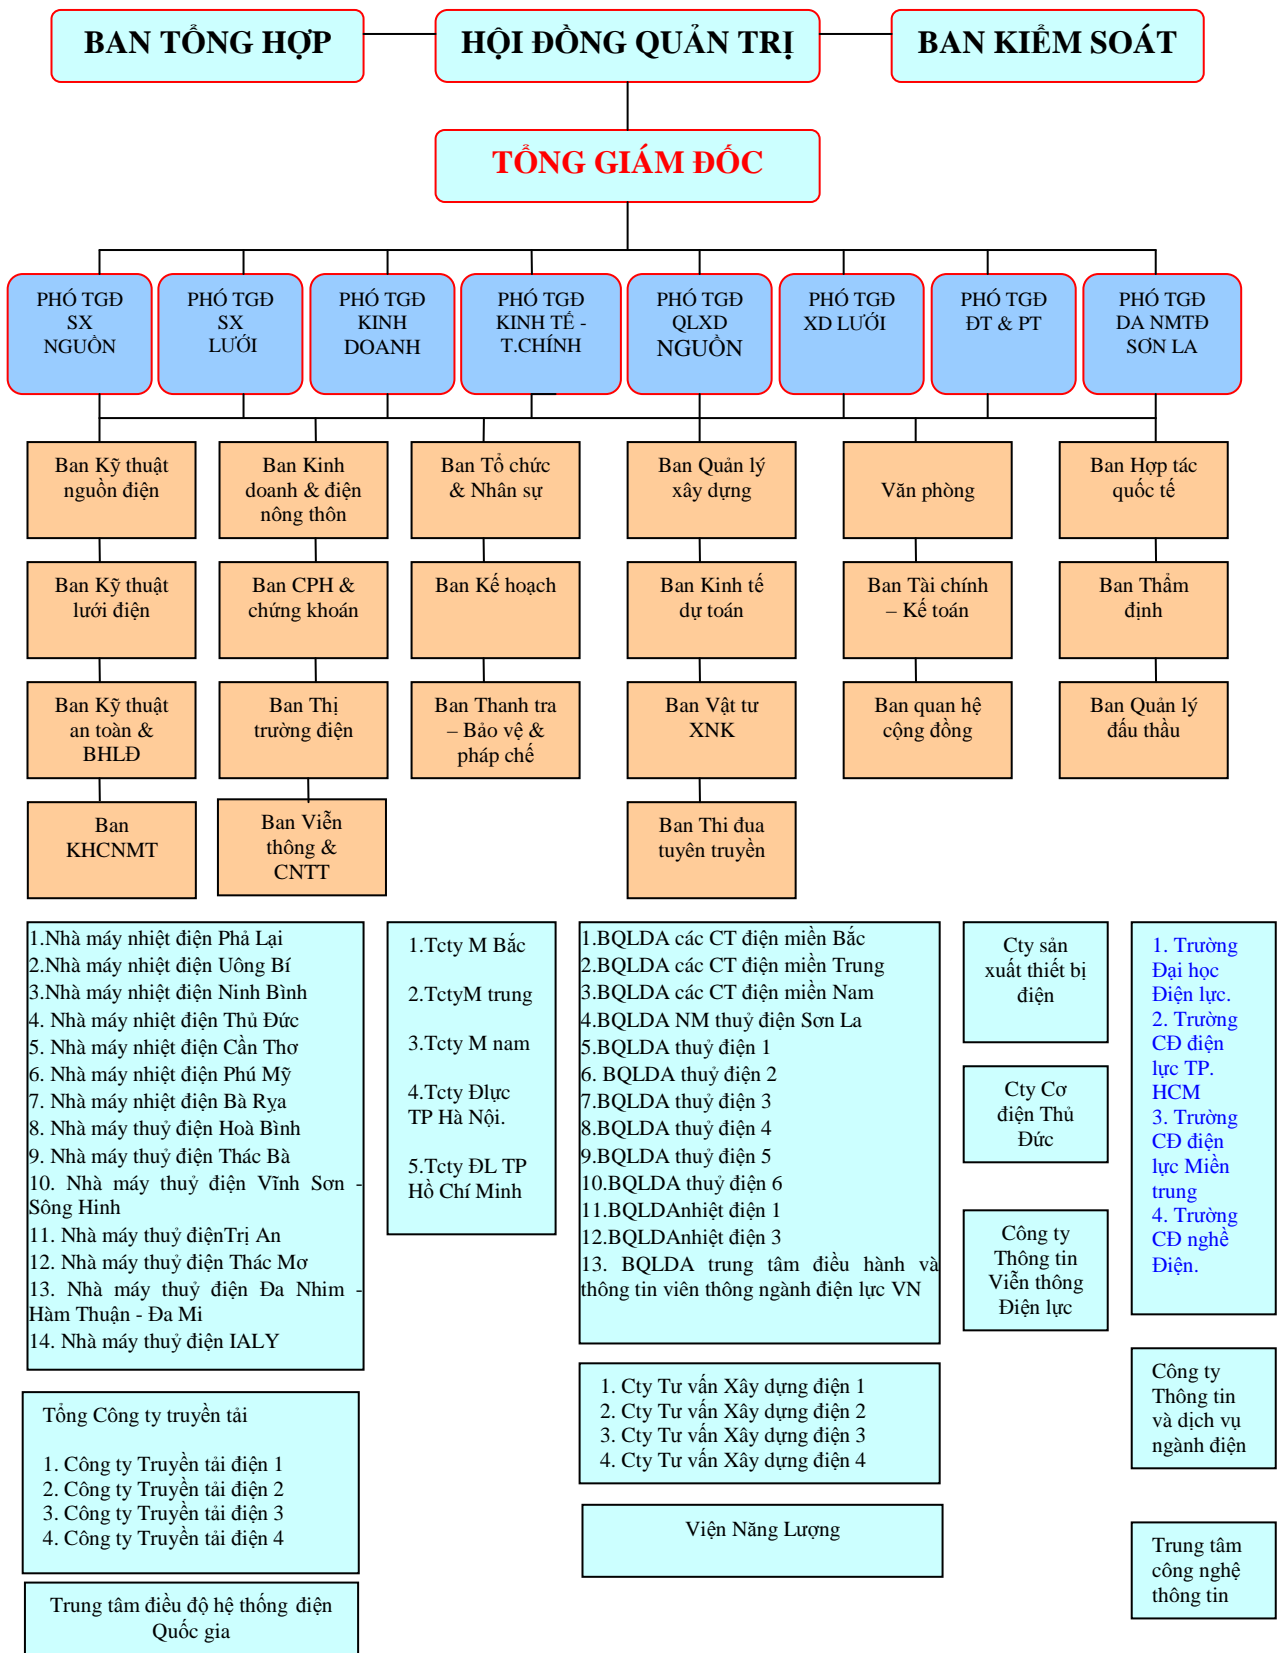 BAN TỔNG HỢP
HỘI ĐỒNG QUẢN TRỊ
BAN KIỂM SOÁT
TỔNG GIÁM ĐỐC
PHÓ TGĐ
SX
NGUỒN
PHÓ TGĐ
SX
LƯỚI
PHÓ TGĐ
KINH
DOANH
PHÓ TGĐ
KINH TẾ -
T.CHÍNH
PHÓ TGĐ
QLXD
NGUỒN
PHÓ TGĐ
XD LƯỚI
PHÓ TGĐ
ĐT & PT
PHÓ TGĐ
DA NMTĐ
SƠN LA
Ban Kỹ thuật
nguồn điện
Ban Kinh
doanh & điện
nông thôn
Ban Tổ chức
& Nhân sự
Ban Quản lý
xây dựng
Văn phòng
Ban Hợp tác
quốc tế
Ban Kỹ thuật
lưới điện
Ban CPH &
chứng khoán
Ban Kế hoạch
Ban Kinh tế
dự toán
Ban Tài chính
– Kế toán
Ban Thẩm
định
Ban Kỹ thuật
an toàn &
BHLĐ
Ban Thị
trường điện
Ban Thanh tra
– Bảo vệ &
pháp chế
Ban Vật tư
XNK
Ban quan hệ
cộng đồng
Ban Quản lý
đấu thầu
Ban
KHCNMT
Ban Viễn
thông &
CNTT
Ban Thi đua
tuyên truyền
1.Nhà máy nhiệt điện Phả Lại
2.Nhà máy nhiệt điện Uông Bí
3.Nhà máy nhiệt điện Ninh Bình
4. Nhà máy nhiệt điện Thủ Đức
5. Nhà máy nhiệt điện Cần Thơ
6. Nhà máy nhiệt điện Phú Mỹ
7. Nhà máy nhiệt điện Bà Rỵa
8. Nhà máy thuỷ điện Hoà Bình
9. Nhà máy thuỷ điện Thác Bà
10. Nhà máy thuỷ điện Vĩnh Sơn -
Sông Hinh
11. Nhà máy thuỷ điệnTrị An
12. Nhà máy thuỷ điện Thác Mơ
13. Nhà máy thuỷ điện Đa Nhim -
Hàm Thuận - Đa Mi
14. Nhà máy thuỷ điện IALY
1.Tcty M Bắc
2.TctyM trung
3.Tcty M nam
4.Tcty Đlực
TP Hà Nội.
5.Tcty ĐL TP
Hồ Chí Minh
1.BQLDA các CT điện miền Bắc
2.BQLDA các CT điện miền Trung
3.BQLDA các CT điện miền Nam
4.BQLDA NM thuỷ điện Sơn La
5.BQLDA thuỷ điện 1
6. BQLDA thuỷ điện 2
7.BQLDA thuỷ điện 3
8.BQLDA thuỷ điện 4
9.BQLDA thuỷ điện 5
10.BQLDA thuỷ điện 6
11.BQLDAnhiệt điện 1
12.BQLDAnhiệt điện 3
13. BQLDA trung tâm điều hành và
thông tin viên thông ngành điện lực VN
Cty sản
xuất thiết bị
điện
Cty Cơ
điện Thủ
Đức
Công ty
Thông tin
Viễn thông
Điện lực
1. Trường
Đại học
Điện lực.
2. Trường
CĐ điện
lực TP.
HCM
3. Trường
CĐ điện
lực Miền
trung
4. Trường
CĐ nghề
Điện.
Tổng Công ty truyền tải
1. Công ty Truyền tải điện 1
2. Công ty Truyền tải điện 2
3. Công ty Truyền tải điện 3
4. Công ty Truyền tải điện 4
1. Cty Tư vấn Xây dựng điện 1
2. Cty Tư vấn Xây dựng điện 2
3. Cty Tư vấn Xây dựng điện 3
4. Cty Tư vấn Xây dựng điện 4
Công ty
Thông tin
và dịch vụ
ngành điện
Viện Năng Lượng
Trung tâm
công nghệ
thông tin
Trung tâm điều độ hệ thống điện
Quốc gia